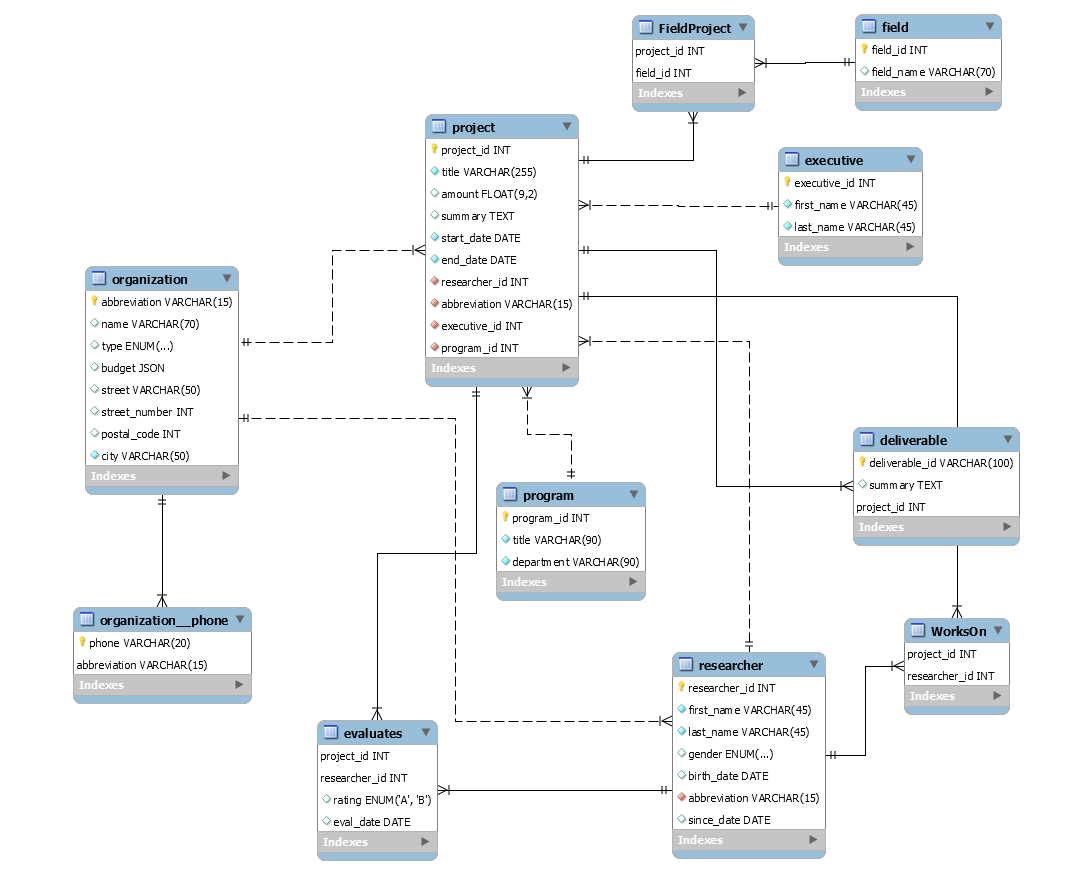 FieldProject
project_id INT
field_id INT
Indexes
field
field_id INT
field_name VARCHAR(70)
Indexes
project
project_id INT
title VARCHAR(255)
amount FLOAT(9,2)
summary TEXT
start_date DATE
end_date DATE
researcher_id INT
abbreviation VARCHAR(15)
executive_id INT
program_id INT
Indexes
executive
executive_id INT
first_name VARCHAR(45)
last_name VARCHAR(45)
Indexes
organization
abbreviation VARCHAR(15)
name VARCHAR(70)
type ENUM(...)
budget JSON
street VARCHAR(50)
street_number INT
postal_code INT
city VARCHAR(50)
Indexes
deliverable
deliverable_id VARCHAR(100)
summary TEXT
project_id INT
Indexes
program
program_id INT
title VARCHAR(90)
department VARCHAR(90)
Indexes
organization__phone
phone VARCHAR(20)
abbreviation VARCHAR(15)
Indexes
WorksOn
project_id INT
researcher_id INT
Indexes
researcher
researcher_id INT
first_name VARCHAR(45)
last_name VARCHAR(45)
gender ENUM(...)
birth_date DATE
abbreviation VARCHAR(15)
since_date DATE
Indexes
evaluates
project_id INT
researcher_id INT
rating ENUM('A', 'B')
eval_date DATE
Indexes